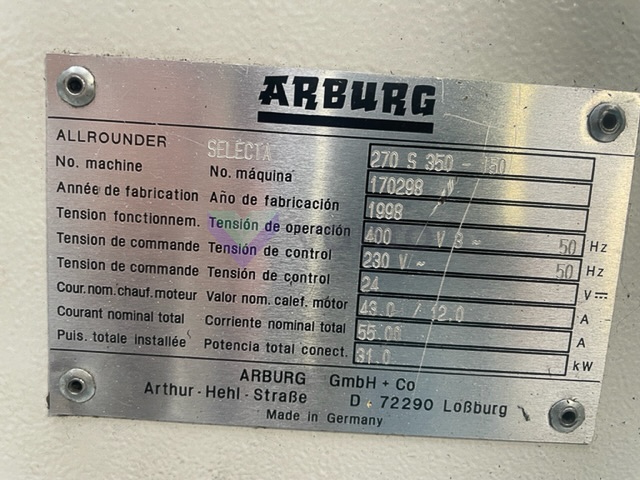 ARBURG
ALLROUNDER SELECTA 270 S 350 - 150
No. machine No. máquina 170298
Année de fabrication Año de fabricación 1998
Tension fonctionnem. Tensión de operación 400 / V 3 ~ 50 Hz
Tension de commande Tensión de control 230 V ~ 50 Hz
Tension de commande Tensión de control 24 V
Cour.nom.chauf.moteur Valor nom. calef. mótor 43.0 / 12.0 A
Courant nominal total Corriente nominal total 55.00 A
Puis. totale installée Potencia total conect. 31.0 kW
ARBURG GmbH + Co
Arthur - Hehl - Straße D - 72290 Loßburg
Made in Germany